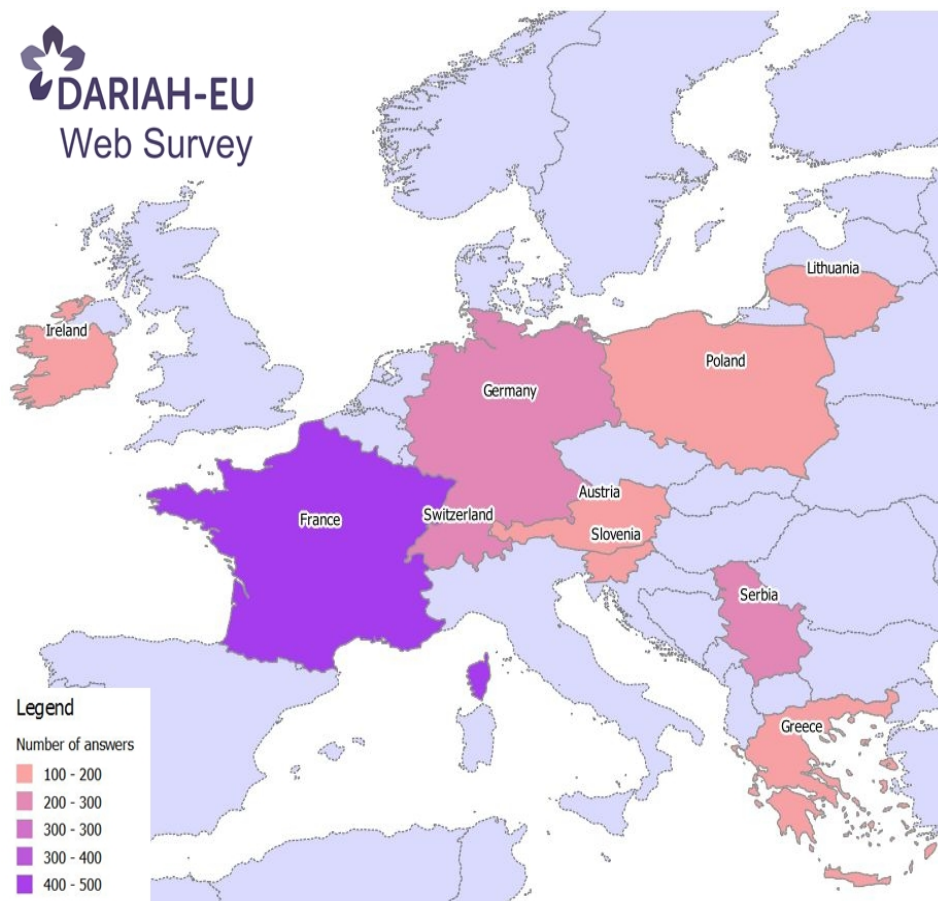 DARIAH-EU
Web Survey
Lithuania
Ireland
Poland
Germany
Austria
Switzerland
France
Slovenia
Serbia
Greece
Legend
Number of answers
100 - 200
200 - 300
300 - 300
300 - 400
400 - 500